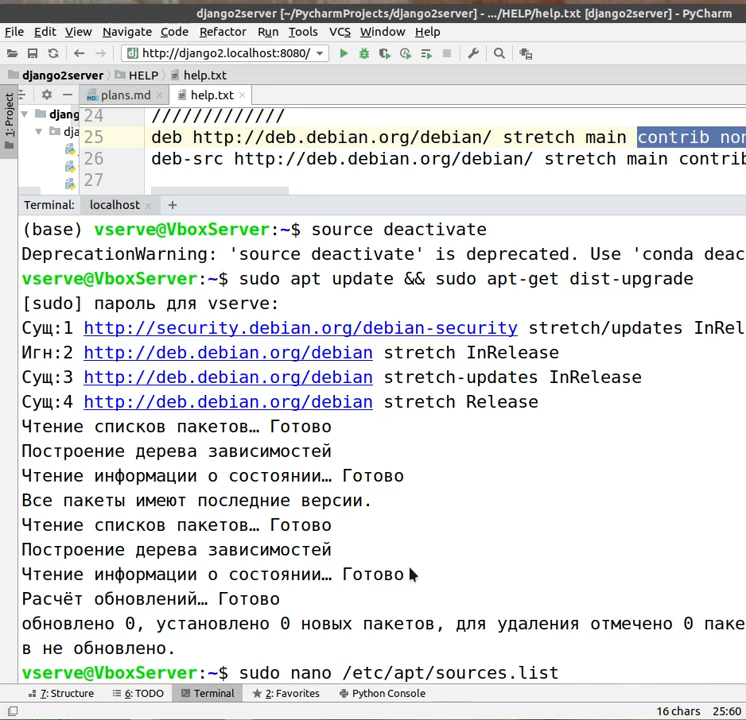 django2server [~/PycharmProjects/django2server] - .../HELP/help.txt [django2server] - PyCharm
File Edit View Navigate Code Refactor Run Tools VCS Window Help
http://django2.localhost:8080/
django2server HELP help.txt
1: Project
plans.md help.txt
24 /////////////
25 deb http://deb.debian.org/debian/ stretch main contrib non
26 deb-src http://deb.debian.org/debian/ stretch main contrib
27
djang
dja
Terminal: localhost × +
(base) vserve@VboxServer:~$ source deactivate
DeprecationWarning: 'source deactivate' is deprecated. Use 'conda deac
vserve@VboxServer:~$ sudo apt update && sudo apt-get dist-upgrade
[sudo] пароль для vserve:
Сущ:1 http://security.debian.org/debian-security stretch/updates InRel
Игн:2 http://deb.debian.org/debian stretch InRelease
Сущ:3 http://deb.debian.org/debian stretch-updates InRelease
Сущ:4 http://deb.debian.org/debian stretch Release
Чтение списков пакетов… Готово
Построение дерева зависимостей
Чтение информации о состоянии… Готово
Все пакеты имеют последние версии.
Чтение списков пакетов… Готово
Построение дерева зависимостей
Чтение информации о состоянии… Готово
Расчёт обновлений… Готово
обновлено 0, установлено 0 новых пакетов, для удаления отмечено 0 паке
в не обновлено.
vserve@VboxServer:~$ sudo nano /etc/apt/sources.list
7: Structure 6: TODO Terminal 2: Favorites Python Console
16 chars 25:60